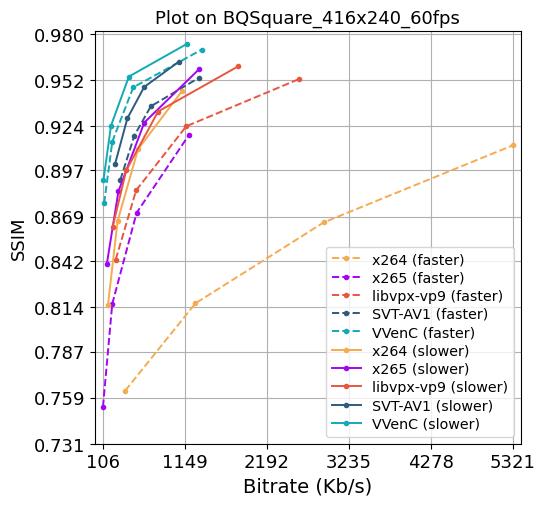 Plot on BQSquare_416x240_60fps
0.980
0.952
0.924
0.897
0.869
0.842
0.814
0.787
0.759
0.731
SSIM
x264 (faster)
x265 (faster)
libvpx-vp9 (faster)
SVT-AV1 (faster)
VVenC (faster)
x264 (slower)
x265 (slower)
libvpx-vp9 (slower)
SVT-AV1 (slower)
VVenC (slower)
106 1149 2192 3235 4278 5321
Bitrate (Kb/s)